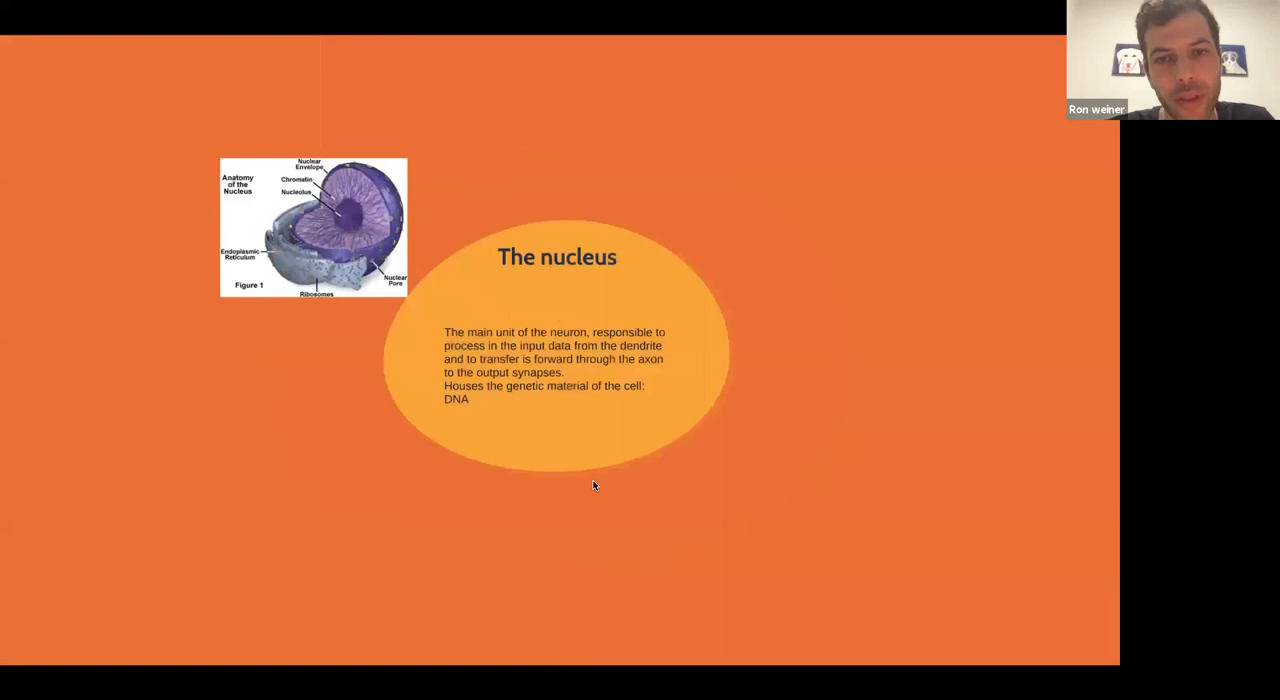 Ron weiner
Nuclear
Envelope
Anatomy
of the
Nucleus
Chromatin
Nucleolus
Endoplasmic
Reticulum
Nuclear
Pore
Figure 1
Ribosomes
The nucleus
The main unit of the neuron, responsible to
process in the input data from the dendrite
and to transfer is forward through the axon
to the output synapses.
Houses the genetic material of the cell:
DNA